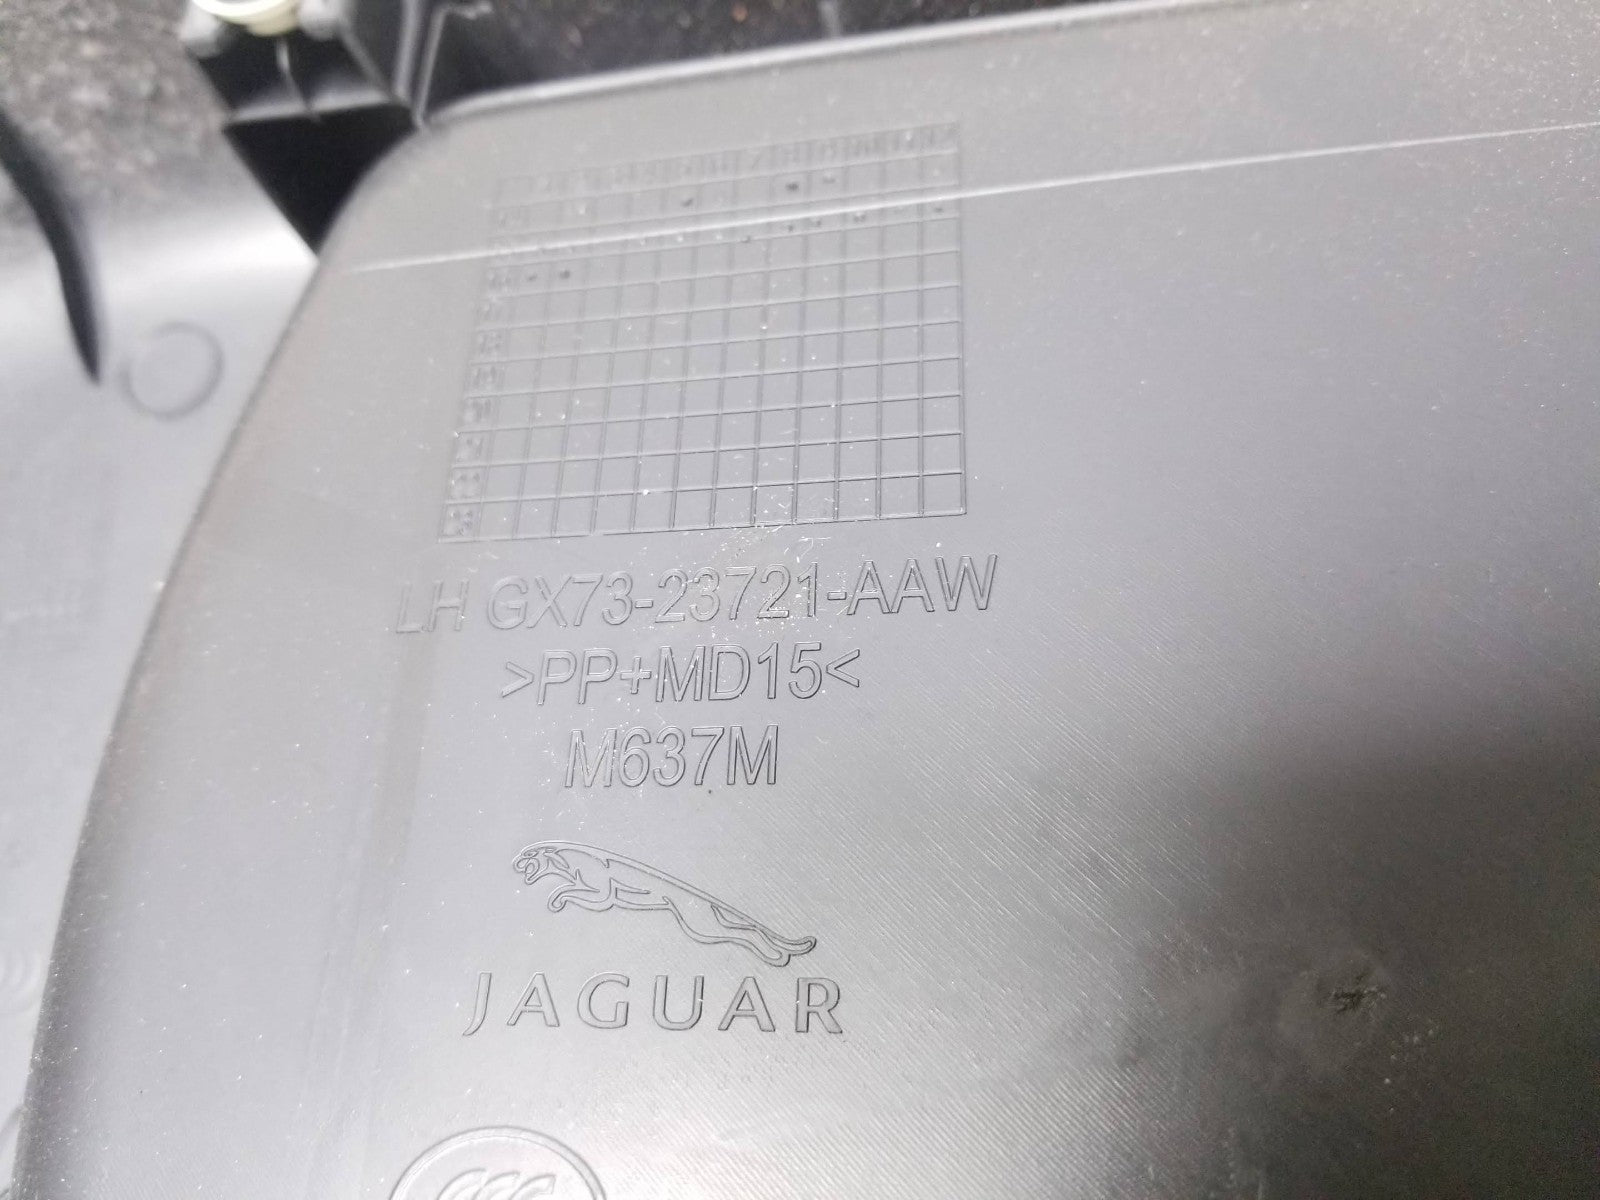 LH GX73-23721-AAW
>PP+MD15<
M637M
JAGUAR